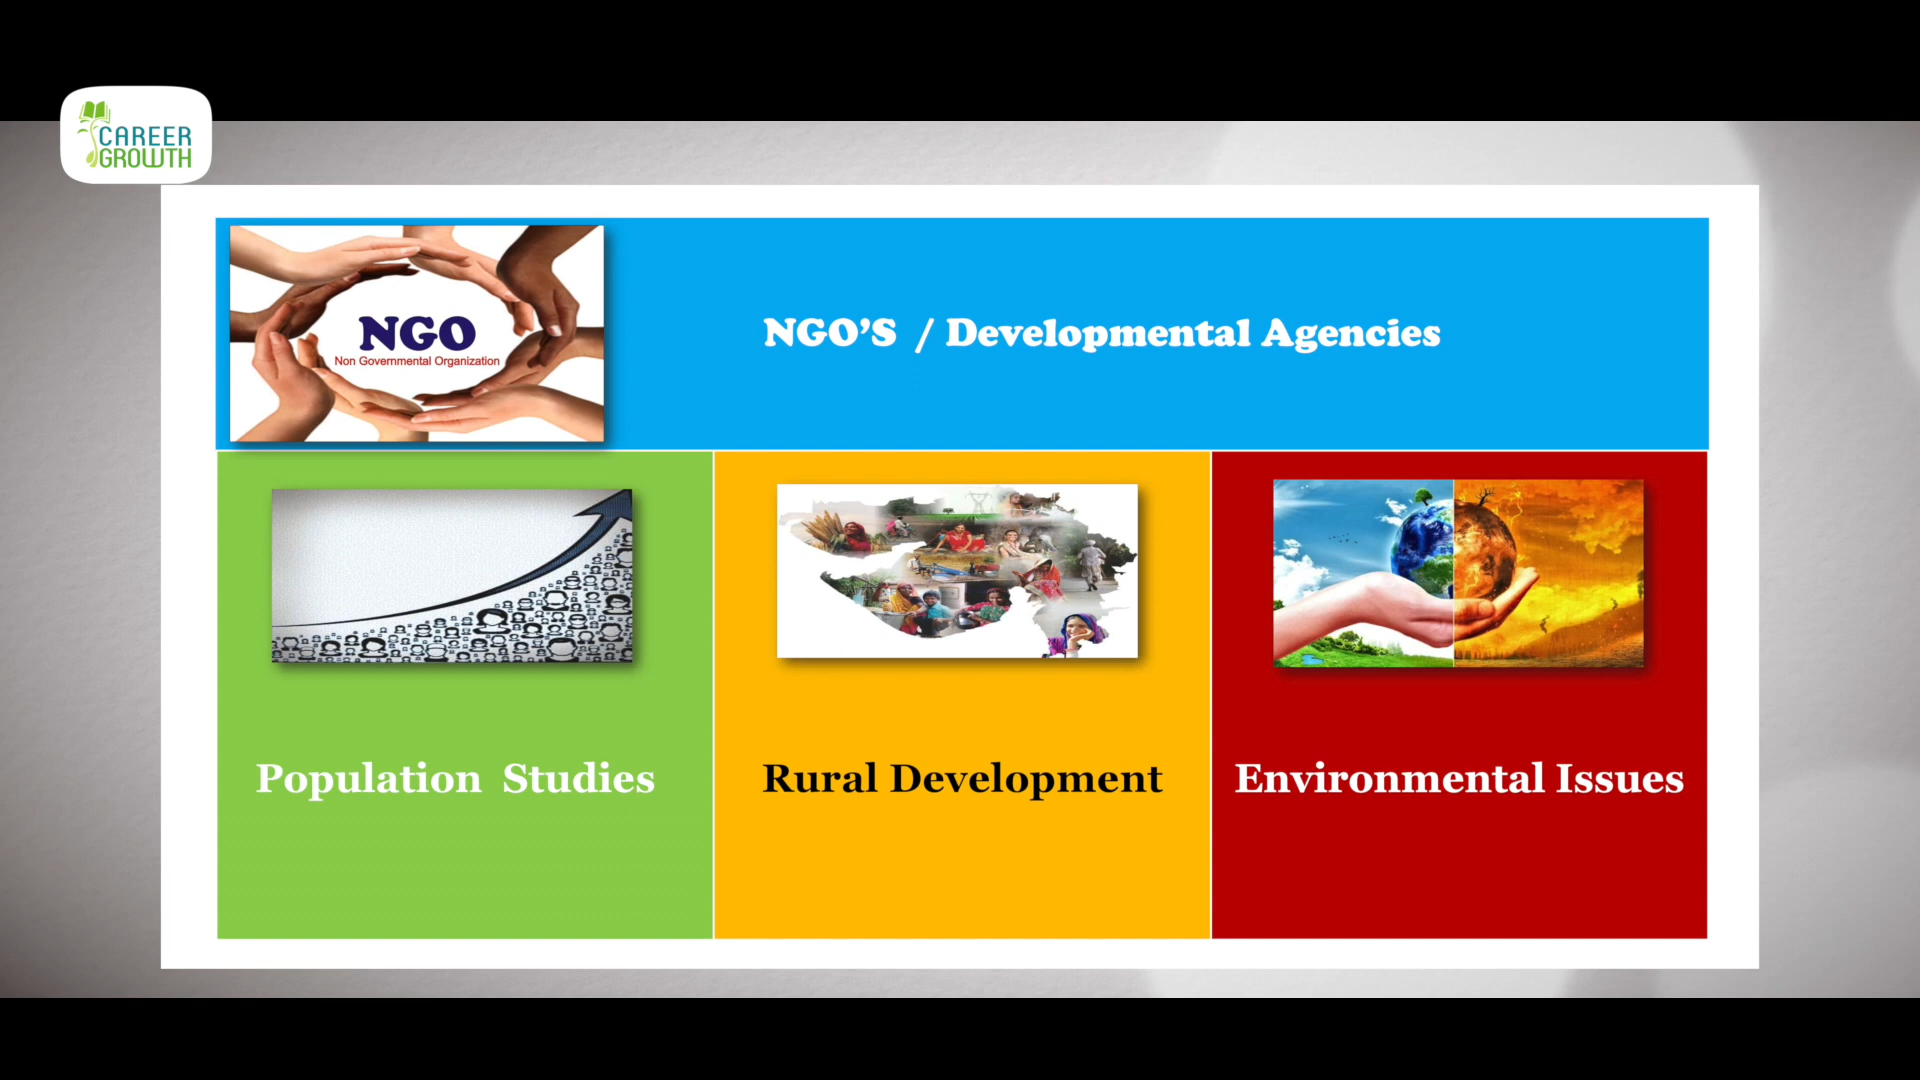 CAREER
GROWTH
NGO
Non Governmental Organization
NGO’S / Developmental Agencies
Population Studies
Rural Development
Environmental Issues